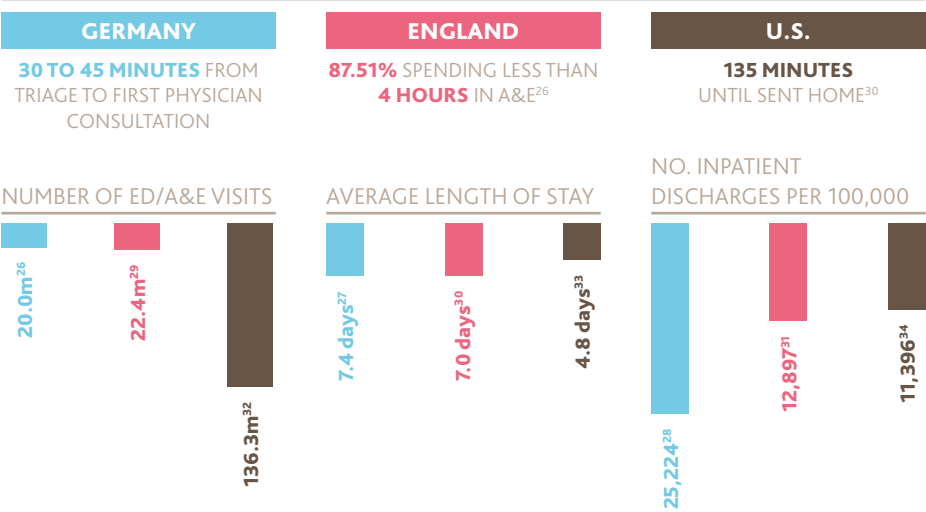 GERMANY
30 TO 45 MINUTES FROM
TRIAGE TO FIRST PHYSICIAN
CONSULTATION
ENGLAND
87.51% SPENDING LESS THAN
4 HOURS IN A&E26
U.S.
135 MINUTES
UNTIL SENT HOME30
NUMBER OF ED/A&E VISITS
20.0m26
22.4m29
136.3m32
AVERAGE LENGTH OF STAY
7.4 days27
7.0 days30
4.8 days33
NO. INPATIENT
DISCHARGES PER 100,000
25,22428
12,89731
11,39634